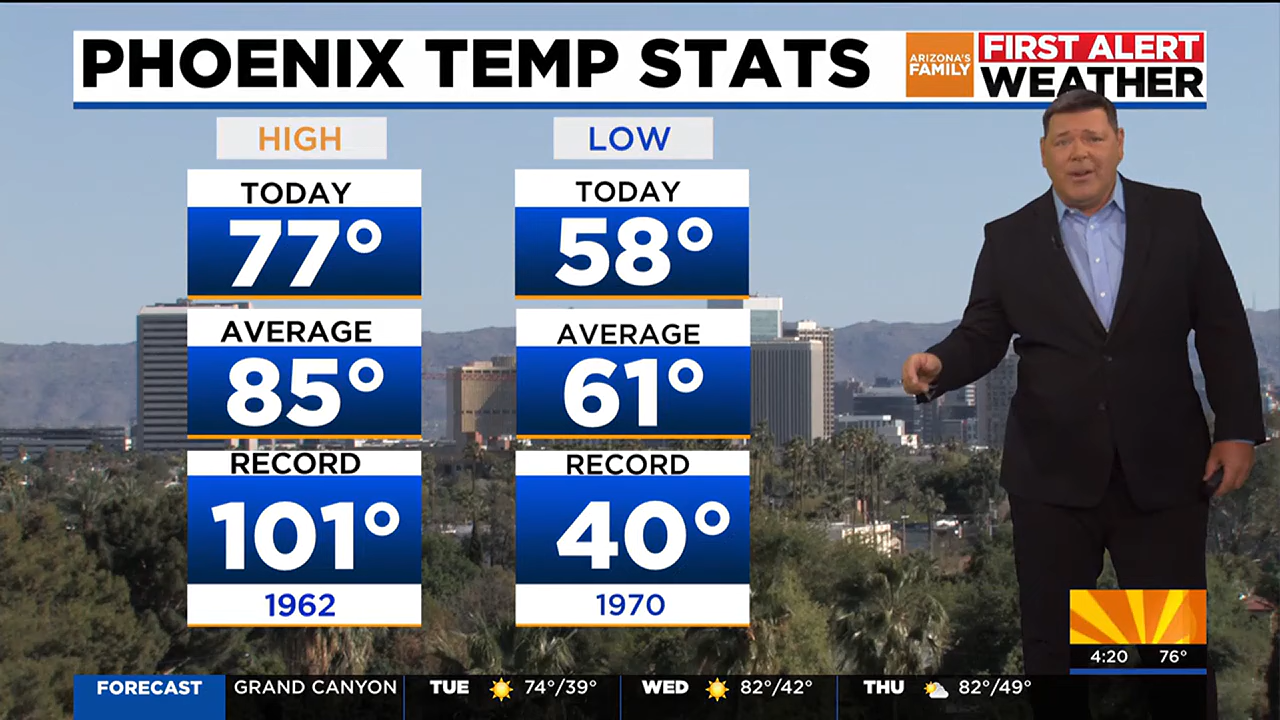 PHOENIX TEMP STATS
ARIZONA'S
FAMILY
FIRST ALERT
WEATHER
HIGH
LOW
TODAY
77°
TODAY
58°
AVERAGE
85°
AVERAGE
61°
RECORD
101°
1962
RECORD
40°
1970
4:20 76°
FORECAST GRAND CANYON TUE 74°/39° WED 82°/42° THU 82°/49°